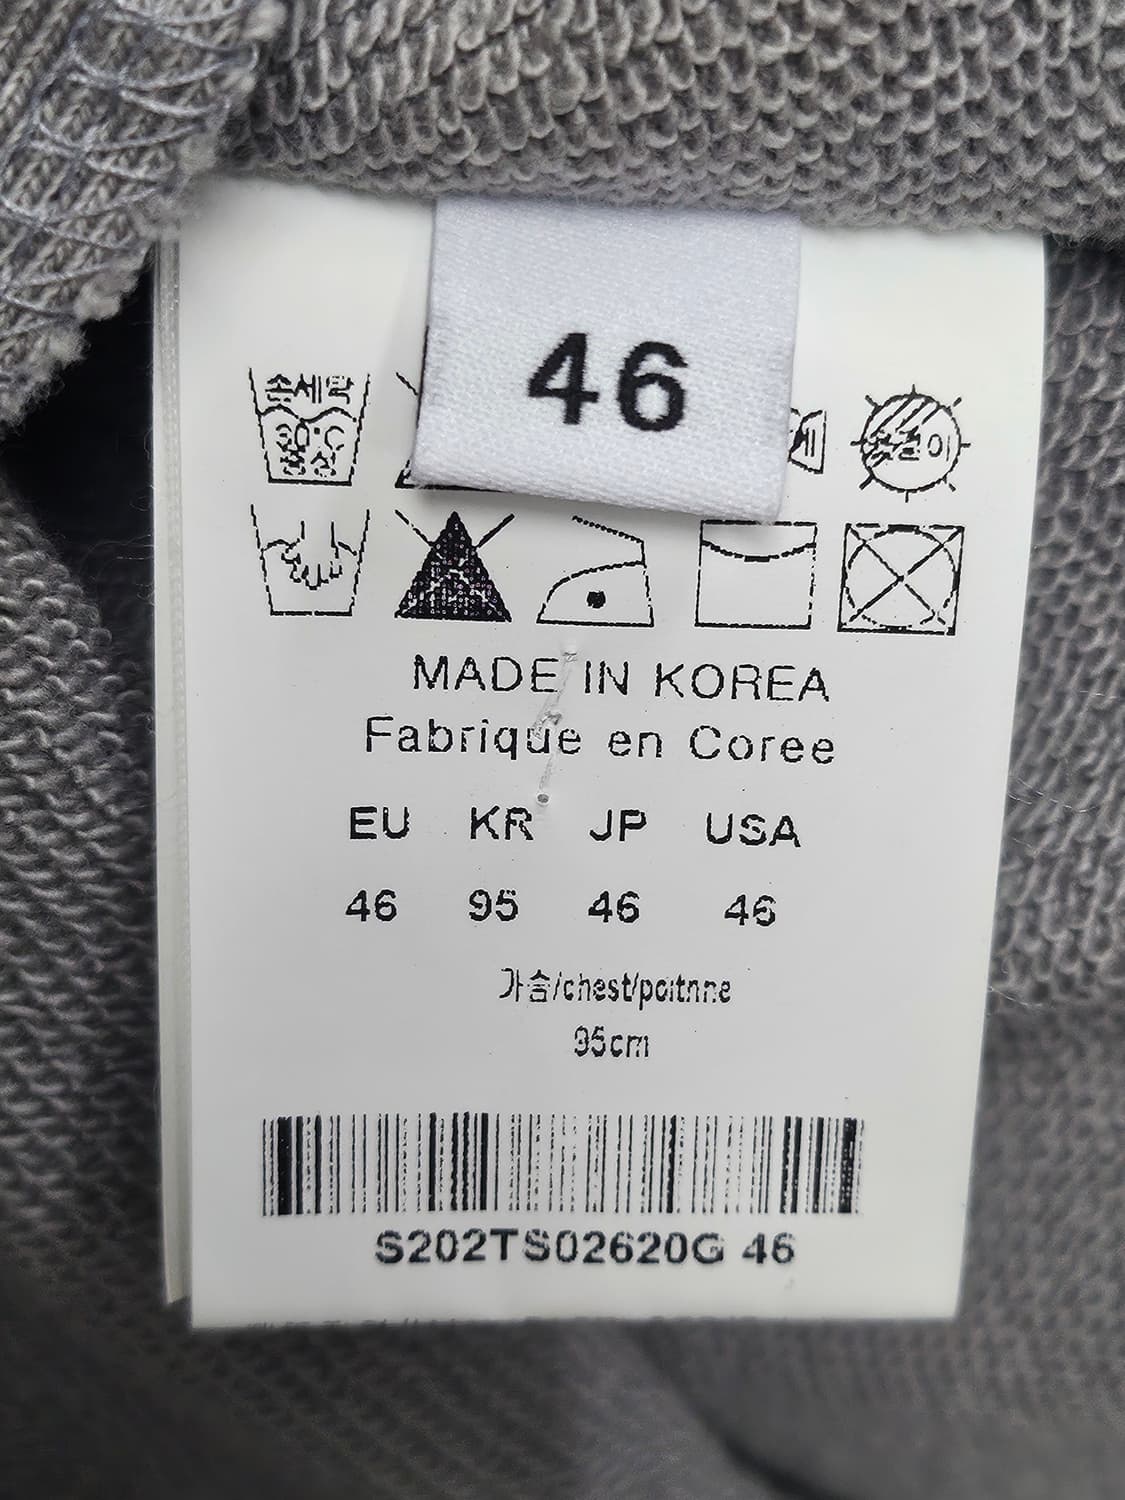 46
손세탁
30°C
중성
MADE IN KOREA
Fabrique en Coree
EU KR JP USA
46 95 46 46
가슴/chest/poitnne
95cm
S202TS02620G 46